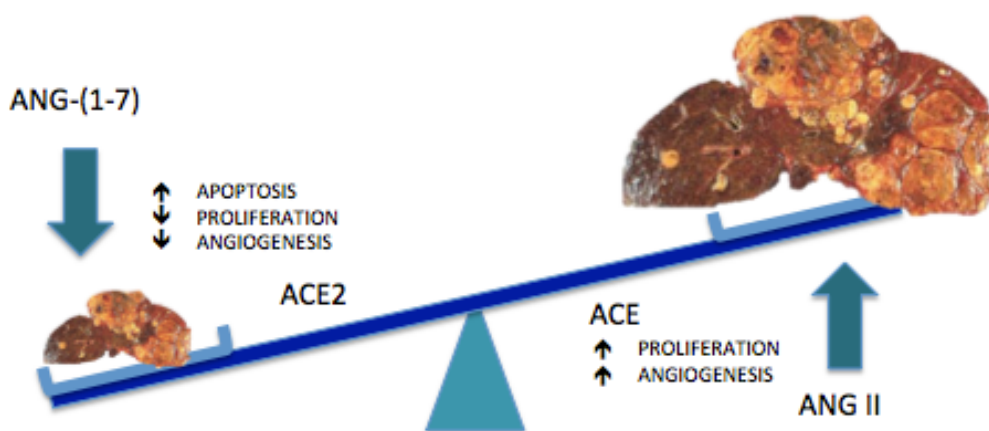 ANG-(1-7)
↑ APOPTOSIS
↓ PROLIFERATION
↓ ANGIOGENESIS
ACE2
ACE
↑ PROLIFERATION
↑ ANGIOGENESIS
ANG II